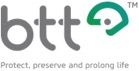 btt™
Protect, preserve and prolong life